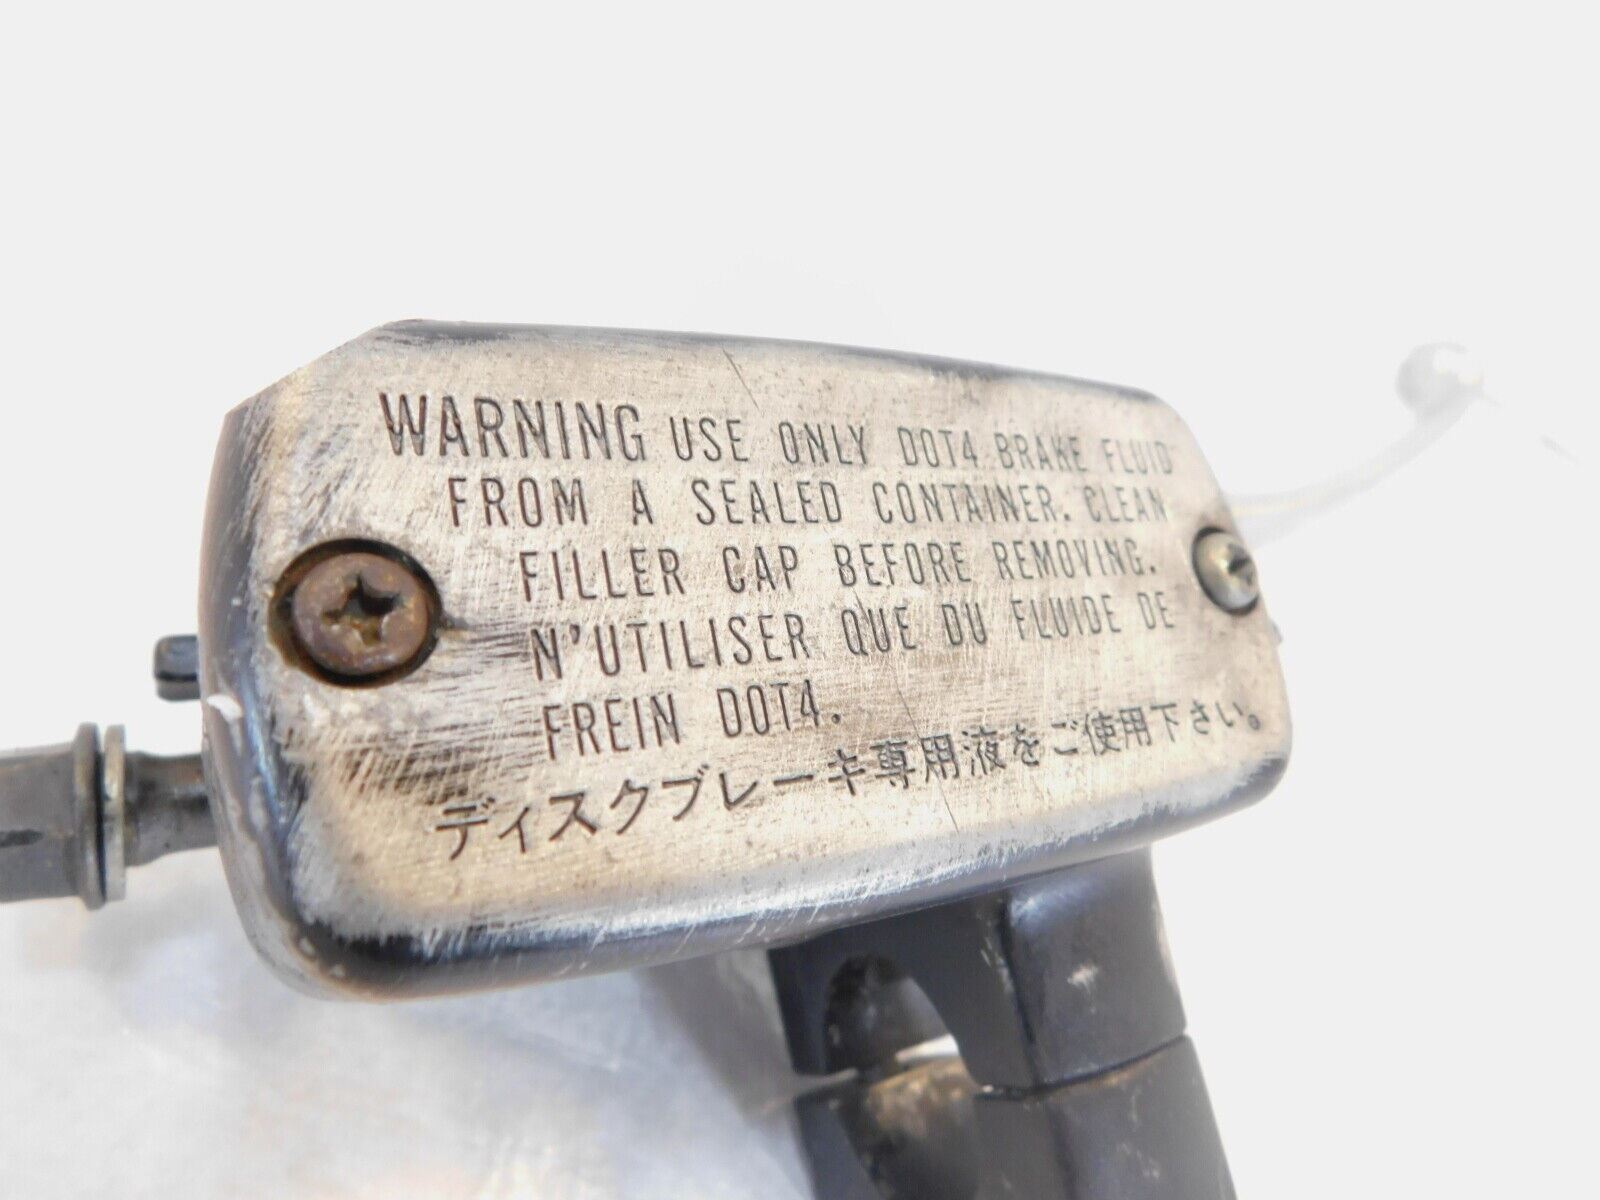 WARNING USE ONLY DOT4 BRAKE FLUID
FROM A SEALED CONTAINER. CLEAN
FILLER CAP BEFORE REMOVING.
N'UTILISER QUE DU FLUIDE DE
FREIN DOT4.
ディスクブレーキ専用液をご使用下さい。